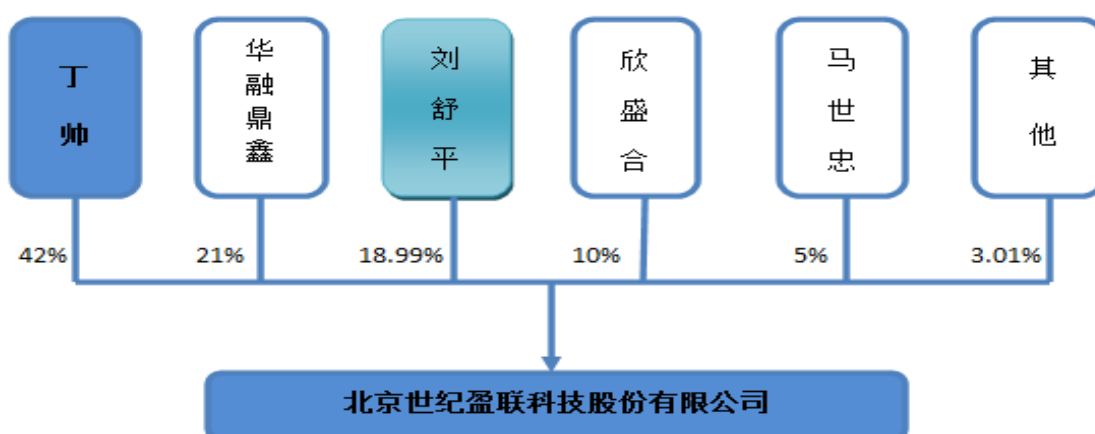 丁帅
华融鼎鑫
刘舒平
欣盛合
马世忠
其他
42%
21%
18.99%
10%
5%
3.01%
北京世纪盈联科技股份有限公司